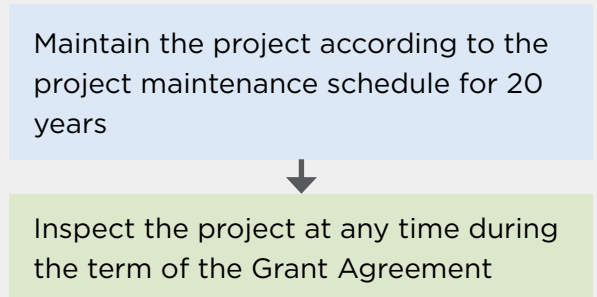 Maintain the project according to the
project maintenance schedule for 20
years
Inspect the project at any time during
the term of the Grant Agreement